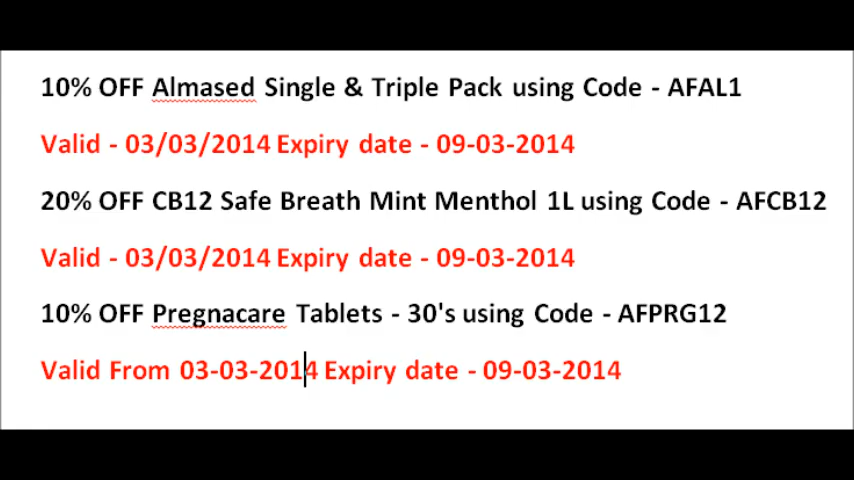 10% OFF Almased Single & Triple Pack using Code - AFAL1
Valid - 03/03/2014 Expiry date - 09-03-2014
20% OFF CB12 Safe Breath Mint Menthol 1L using Code - AFCB12
Valid - 03/03/2014 Expiry date - 09-03-2014
10% OFF Pregnacare Tablets - 30's using Code - AFPRG12
Valid From 03-03-2014 Expiry date - 09-03-2014